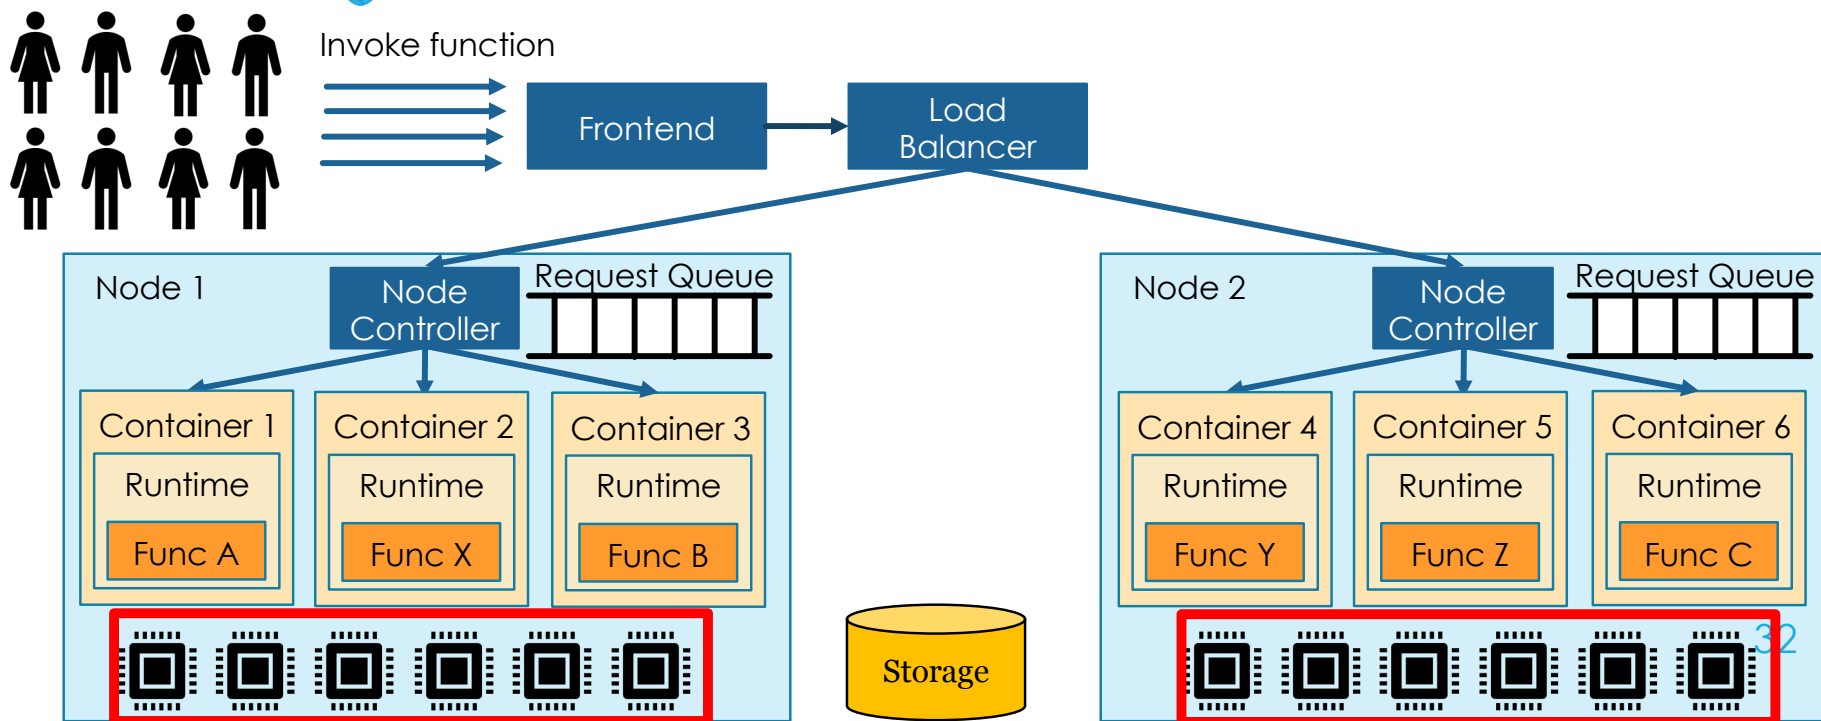 Invoke function
Frontend
Load
Balancer
Node 1
Node
Controller
Request Queue
Container 1
Runtime
Func A
Container 2
Runtime
Func X
Container 3
Runtime
Func B
Storage
Node 2
Node
Controller
Request Queue
Container 4
Runtime
Func Y
Container 5
Runtime
Func Z
Container 6
Runtime
Func C
32